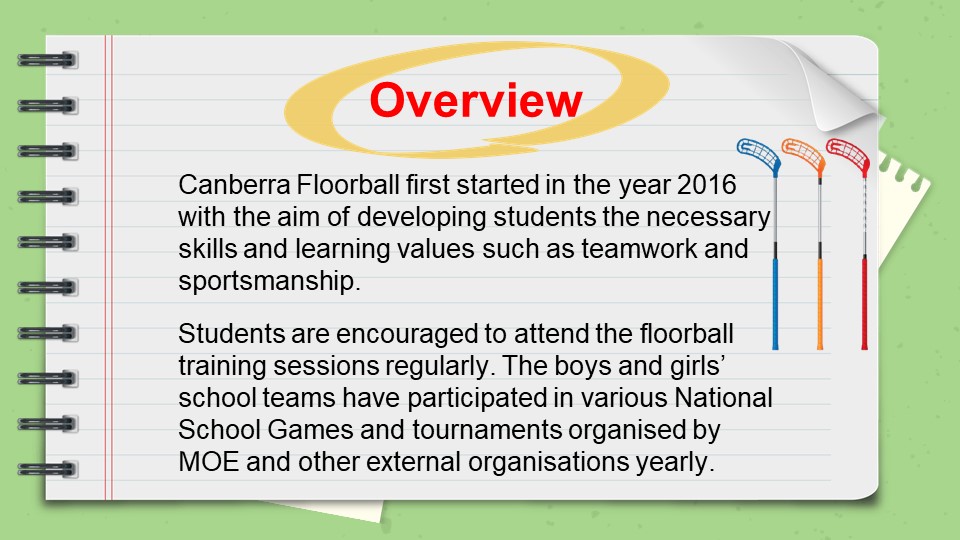 Overview
Canberra Floorball first started in the year 2016
with the aim of developing students the necessary
skills and learning values such as teamwork and
sportsmanship.
Students are encouraged to attend the floorball
training sessions regularly. The boys and girls’
school teams have participated in various National
School Games and tournaments organised by
MOE and other external organisations yearly.